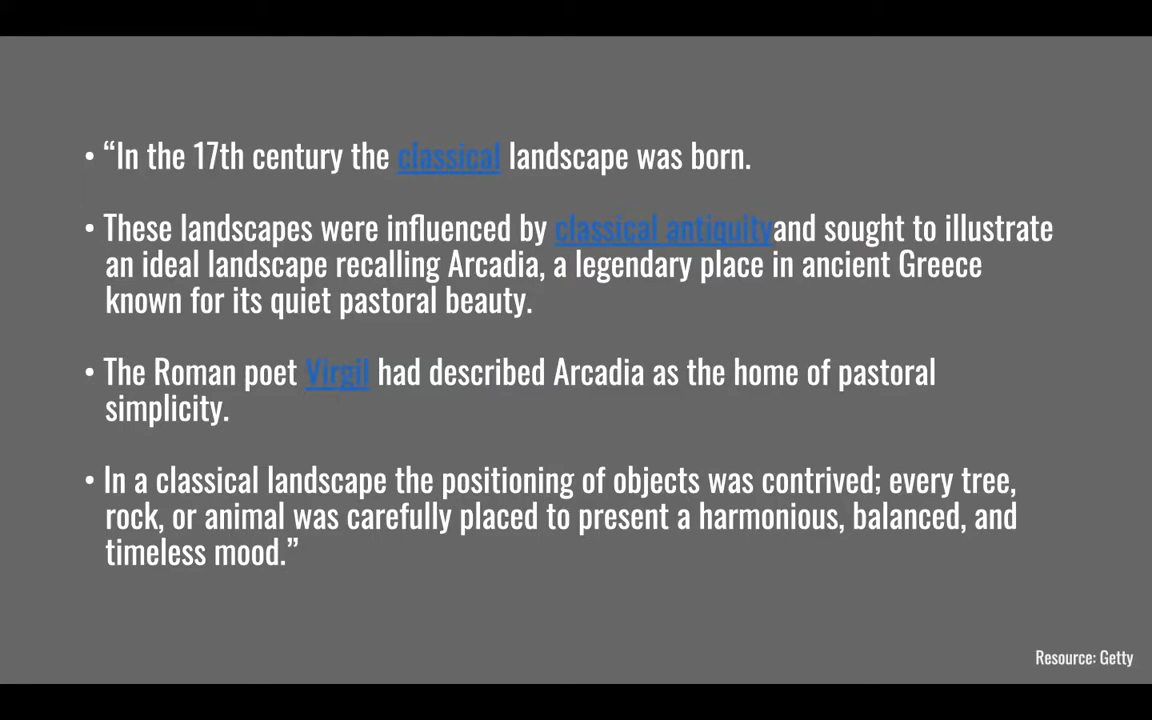 • “In the 17th century the classical landscape was born.
• These landscapes were influenced by classical antiquityand sought to illustrate
an ideal landscape recalling Arcadia, a legendary place in ancient Greece
known for its quiet pastoral beauty.
• The Roman poet Virgil had described Arcadia as the home of pastoral
simplicity.
• In a classical landscape the positioning of objects was contrived; every tree,
rock, or animal was carefully placed to present a harmonious, balanced, and
timeless mood.”
Resource: Getty